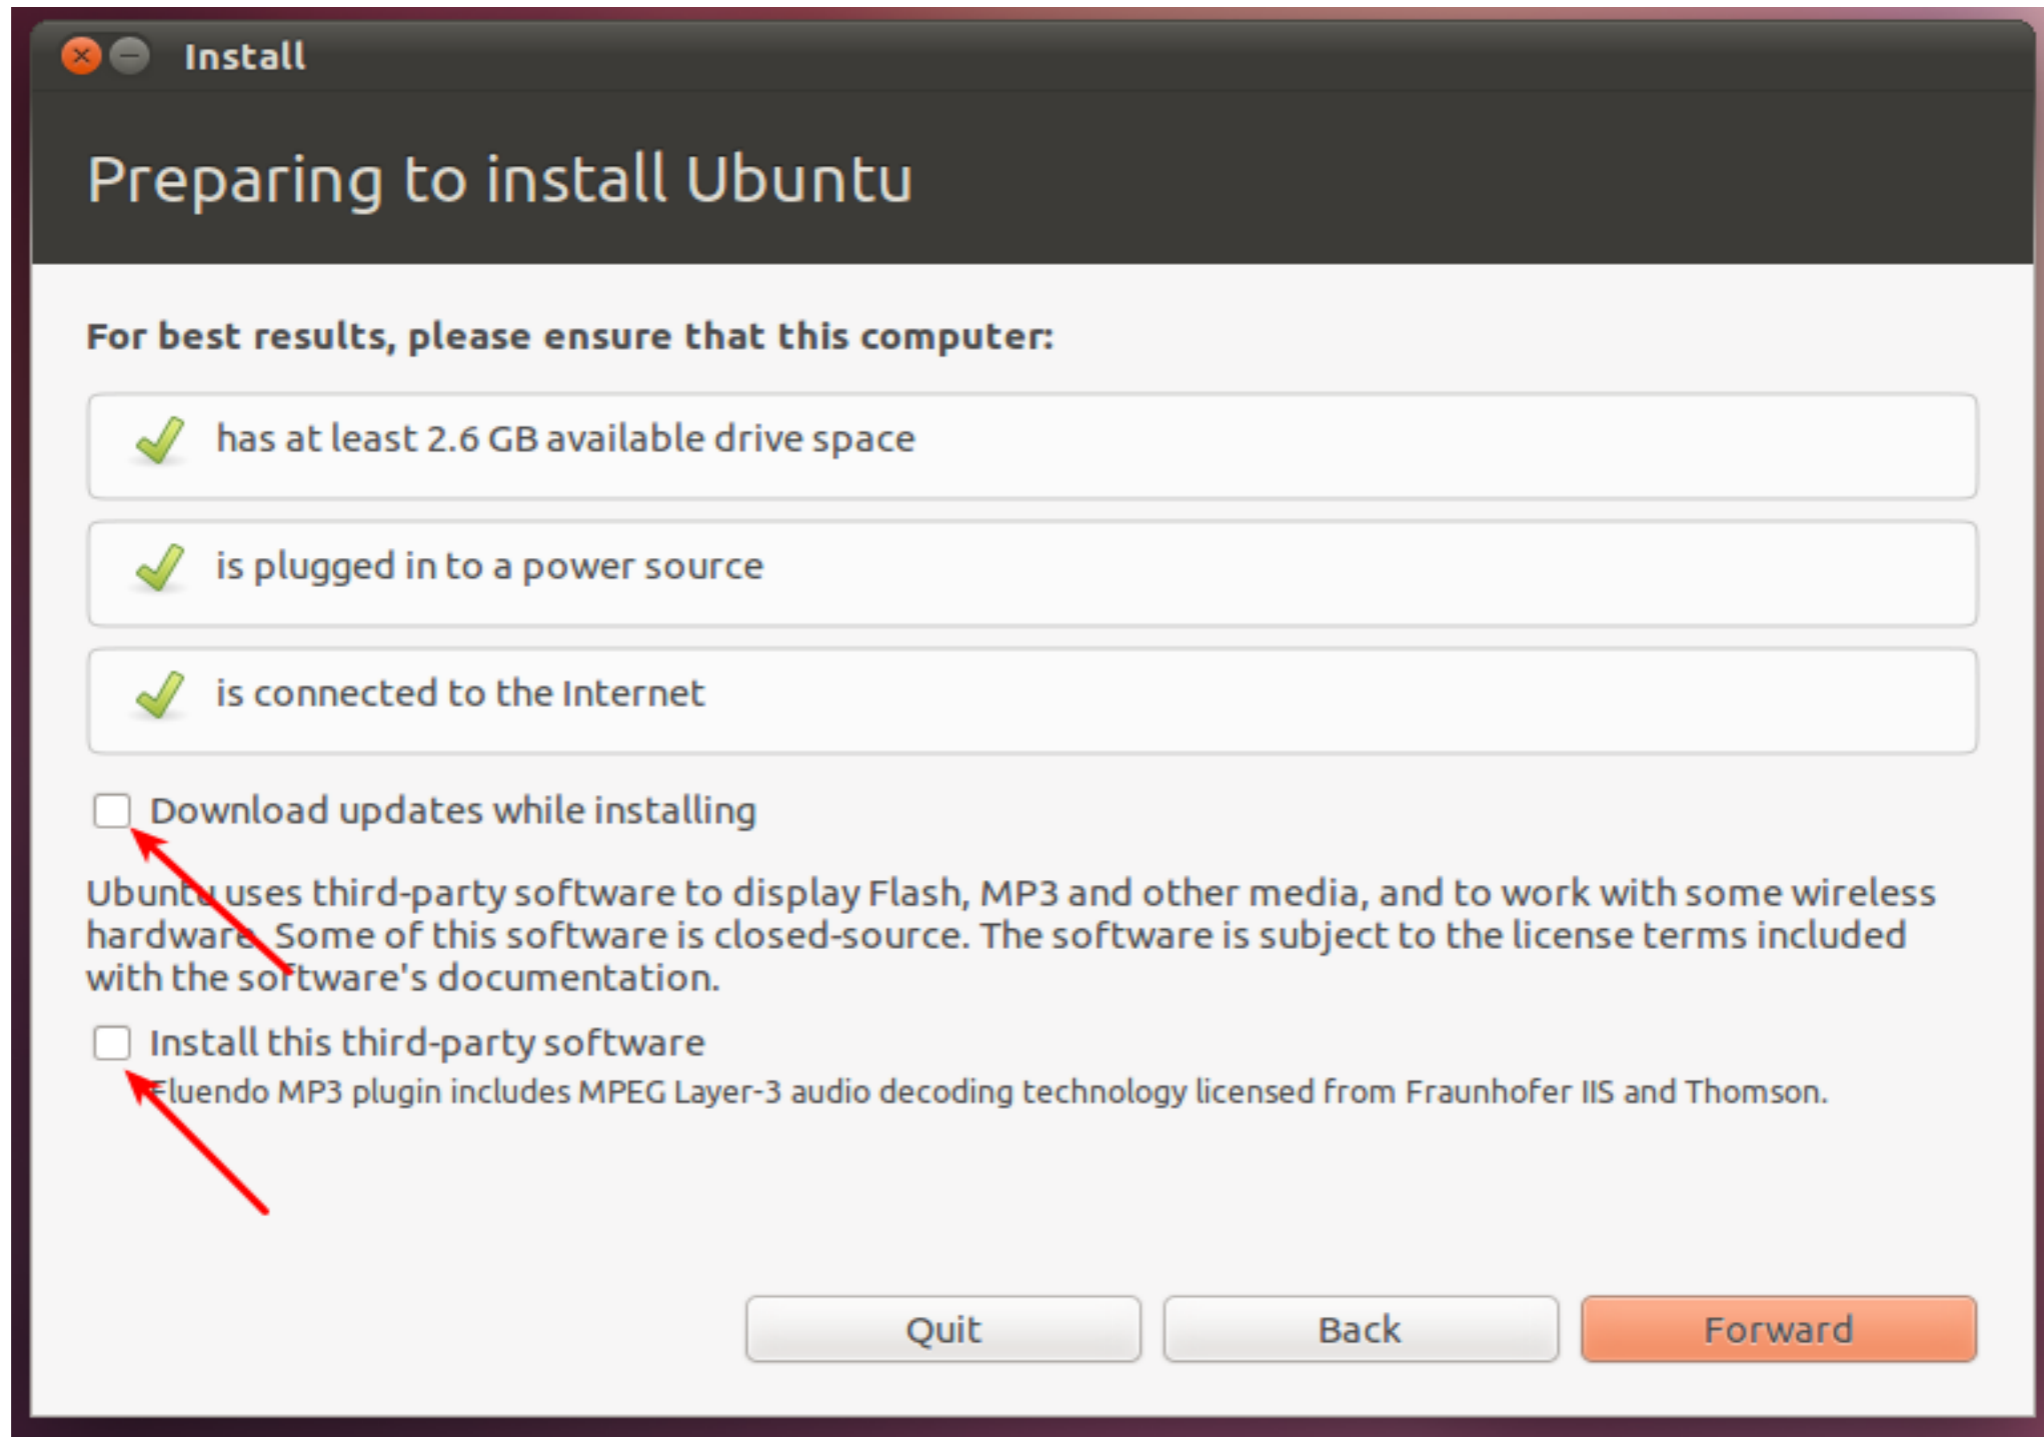 Install
Preparing to install Ubuntu
For best results, please ensure that this computer:
has at least 2.6 GB available drive space
is plugged in to a power source
is connected to the Internet
Download updates while installing
Ubuntu uses third-party software to display Flash, MP3 and other media, and to work with some wireless
hardware. Some of this software is closed-source. The software is subject to the license terms included
with the software's documentation.
Install this third-party software
Fluendo MP3 plugin includes MPEG Layer-3 audio decoding technology licensed from Fraunhofer IIS and Thomson.
Quit
Back
Forward